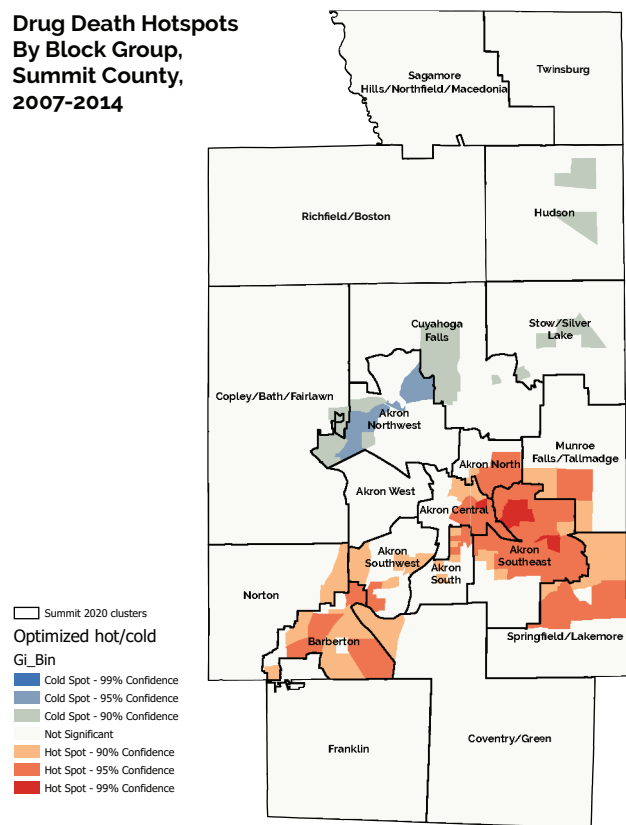 Drug Death Hotspots
By Block Group,
Summit County,
2007-2014
Sagamore
Hills/Northfield/Macedonia
Twinsburg
Richfield/Boston
Hudson
Cuyahoga
Falls
Stow/Silver
Lake
Copley/Bath/Fairlawn
Akron
Northwest
Munroe
Falls/Tallmadge
Akron North
Akron West
Akron Central
Akron
Southwest
Akron
South
Akron
Southeast
Norton
Barberton
Springfield/Lakemore
Franklin
Coventry/Green
Summit 2020 clusters
Optimized hot/cold
Gi_Bin
Cold Spot - 99% Confidence
Cold Spot - 95% Confidence
Cold Spot - 90% Confidence
Not Significant
Hot Spot - 90% Confidence
Hot Spot - 95% Confidence
Hot Spot - 99% Confidence